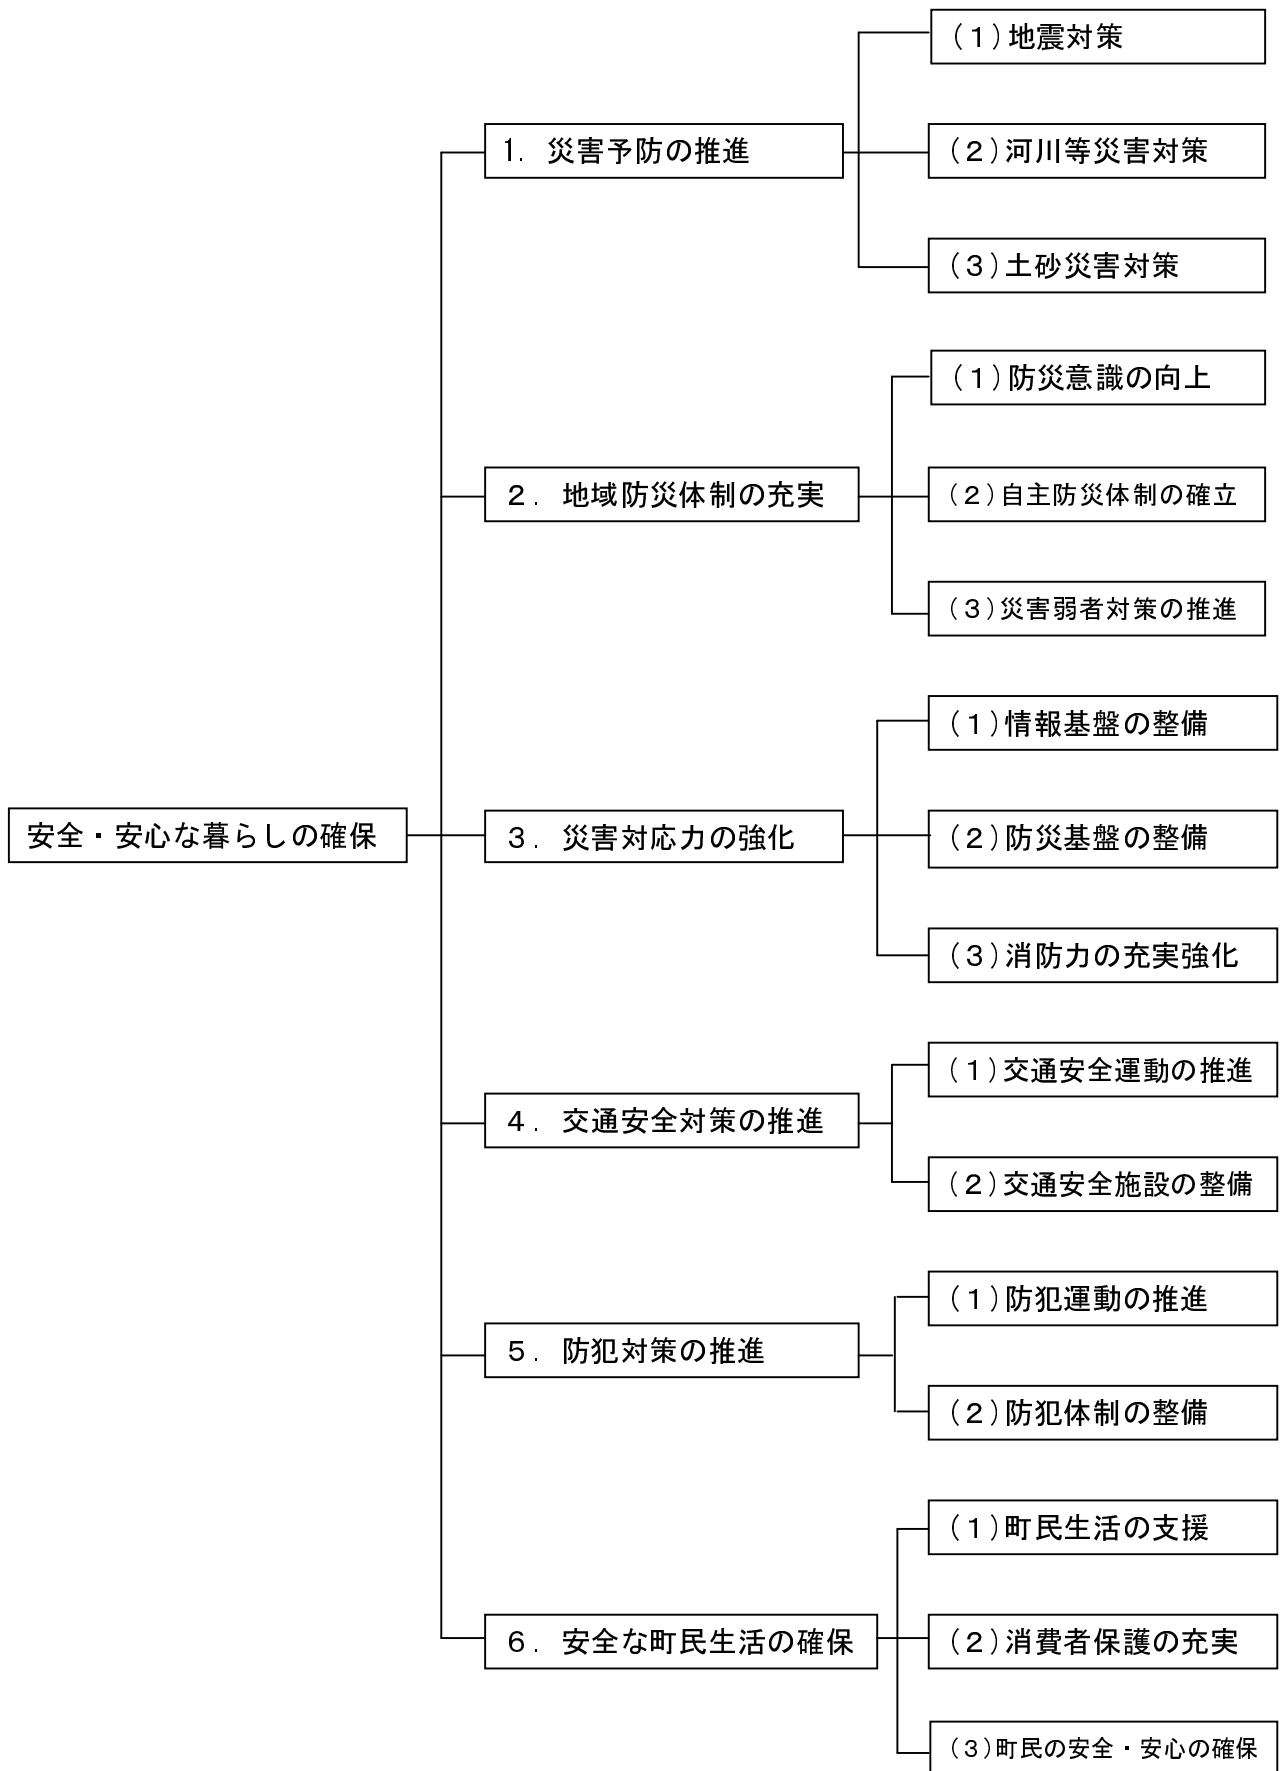 安全・安心な暮らしの確保
1．災害予防の推進
（１）地震対策
（２）河川等災害対策
（３）土砂災害対策
２．地域防災体制の充実
（１）防災意識の向上
（２）自主防災体制の確立
（３）災害弱者対策の推進
３．災害対応力の強化
（１）情報基盤の整備
（２）防災基盤の整備
（３）消防力の充実強化
４．交通安全対策の推進
（１）交通安全運動の推進
（２）交通安全施設の整備
５．防犯対策の推進
（１）防犯運動の推進
（２）防犯体制の整備
６．安全な町民生活の確保
（１）町民生活の支援
（２）消費者保護の充実
（３）町民の安全・安心の確保